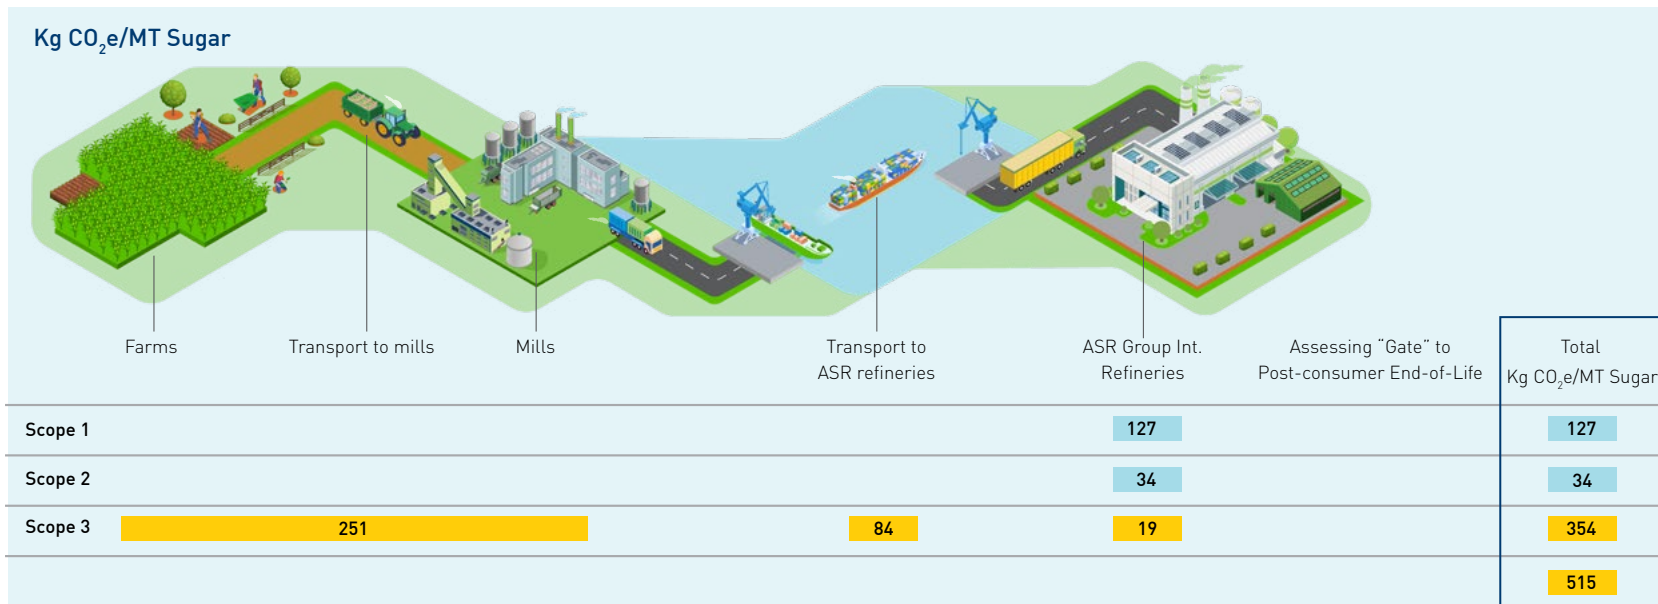 Kg CO₂e/MT Sugar
Farms
Transport to mills
Mills
Transport to
ASR refineries
ASR Group Int.
Refineries
Assessing “Gate” to
Post-consumer End-of-Life
Total
Kg CO₂e/MT Sugar
Scope 1 127 127
Scope 2 34 34
Scope 3 251 84 19 354
515